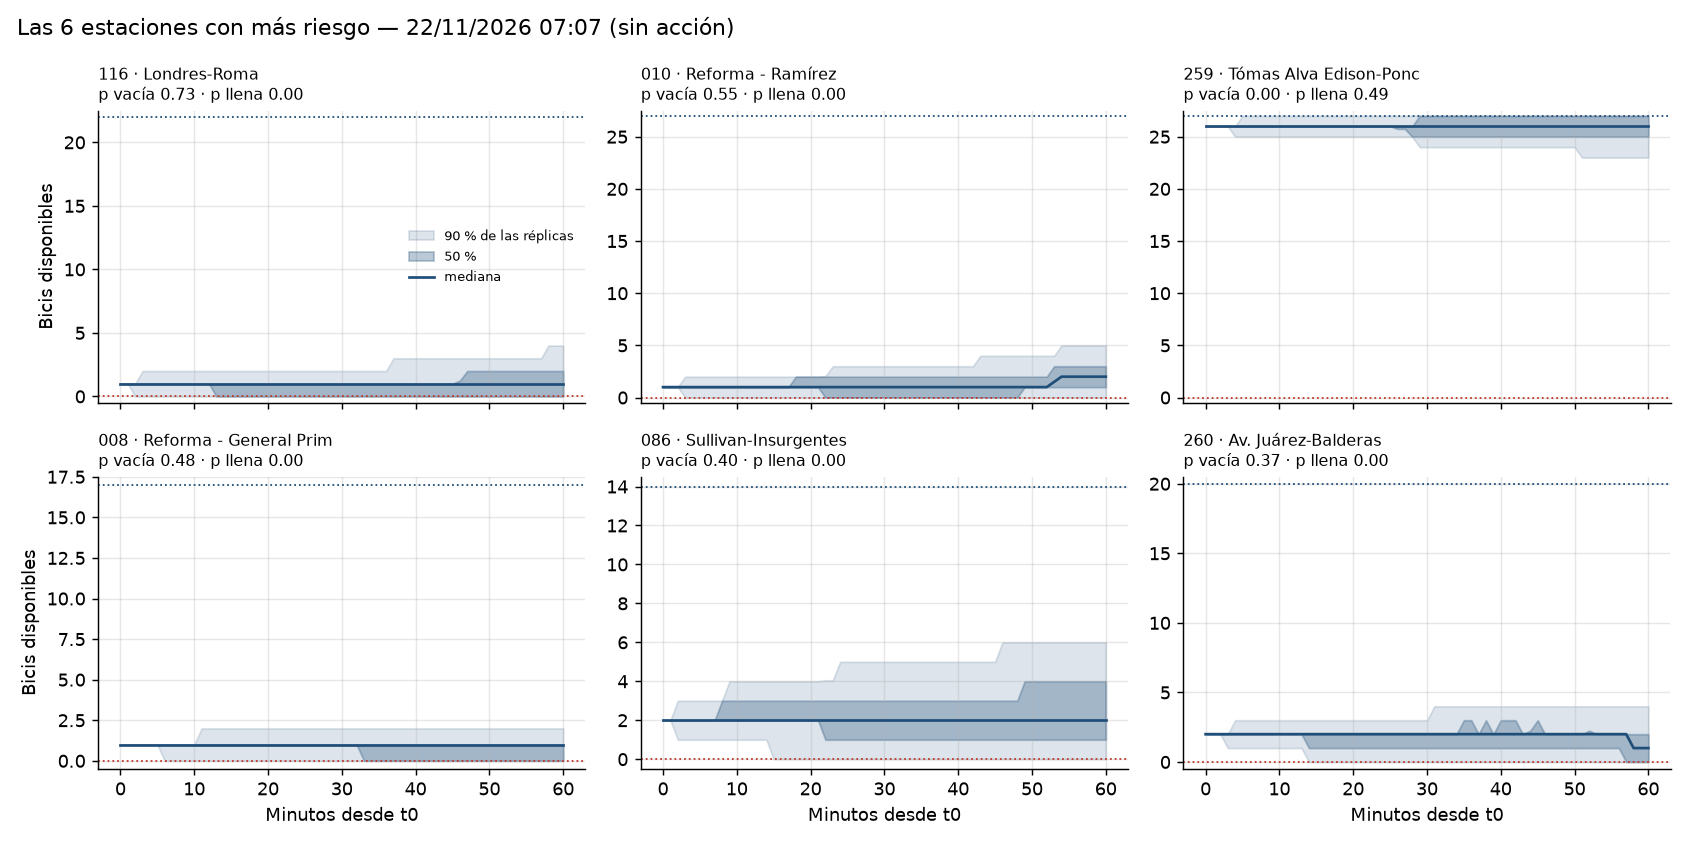 Las 6 estaciones con más riesgo — 22/11/2026 07:07 (sin acción)
116 · Londres-Roma
p vacía 0.73 · p llena 0.00
Bicis disponibles
20
15
10
5
0
90 % de las réplicas
50 %
mediana
010 · Reforma - Ramírez
p vacía 0.55 · p llena 0.00
25
20
15
10
5
0
259 · Tómas Alva Edison-Ponc
p vacía 0.00 · p llena 0.49
25
20
15
10
5
0
008 · Reforma - General Prim
p vacía 0.48 · p llena 0.00
Bicis disponibles
17.5
15.0
12.5
10.0
7.5
5.0
2.5
0.0
0 10 20 30 40 50 60
Minutos desde t0
086 · Sullivan-Insurgentes
p vacía 0.40 · p llena 0.00
14
12
10
8
6
4
2
0
0 10 20 30 40 50 60
Minutos desde t0
260 · Av. Juárez-Balderas
p vacía 0.37 · p llena 0.00
20
15
10
5
0
0 10 20 30 40 50 60
Minutos desde t0